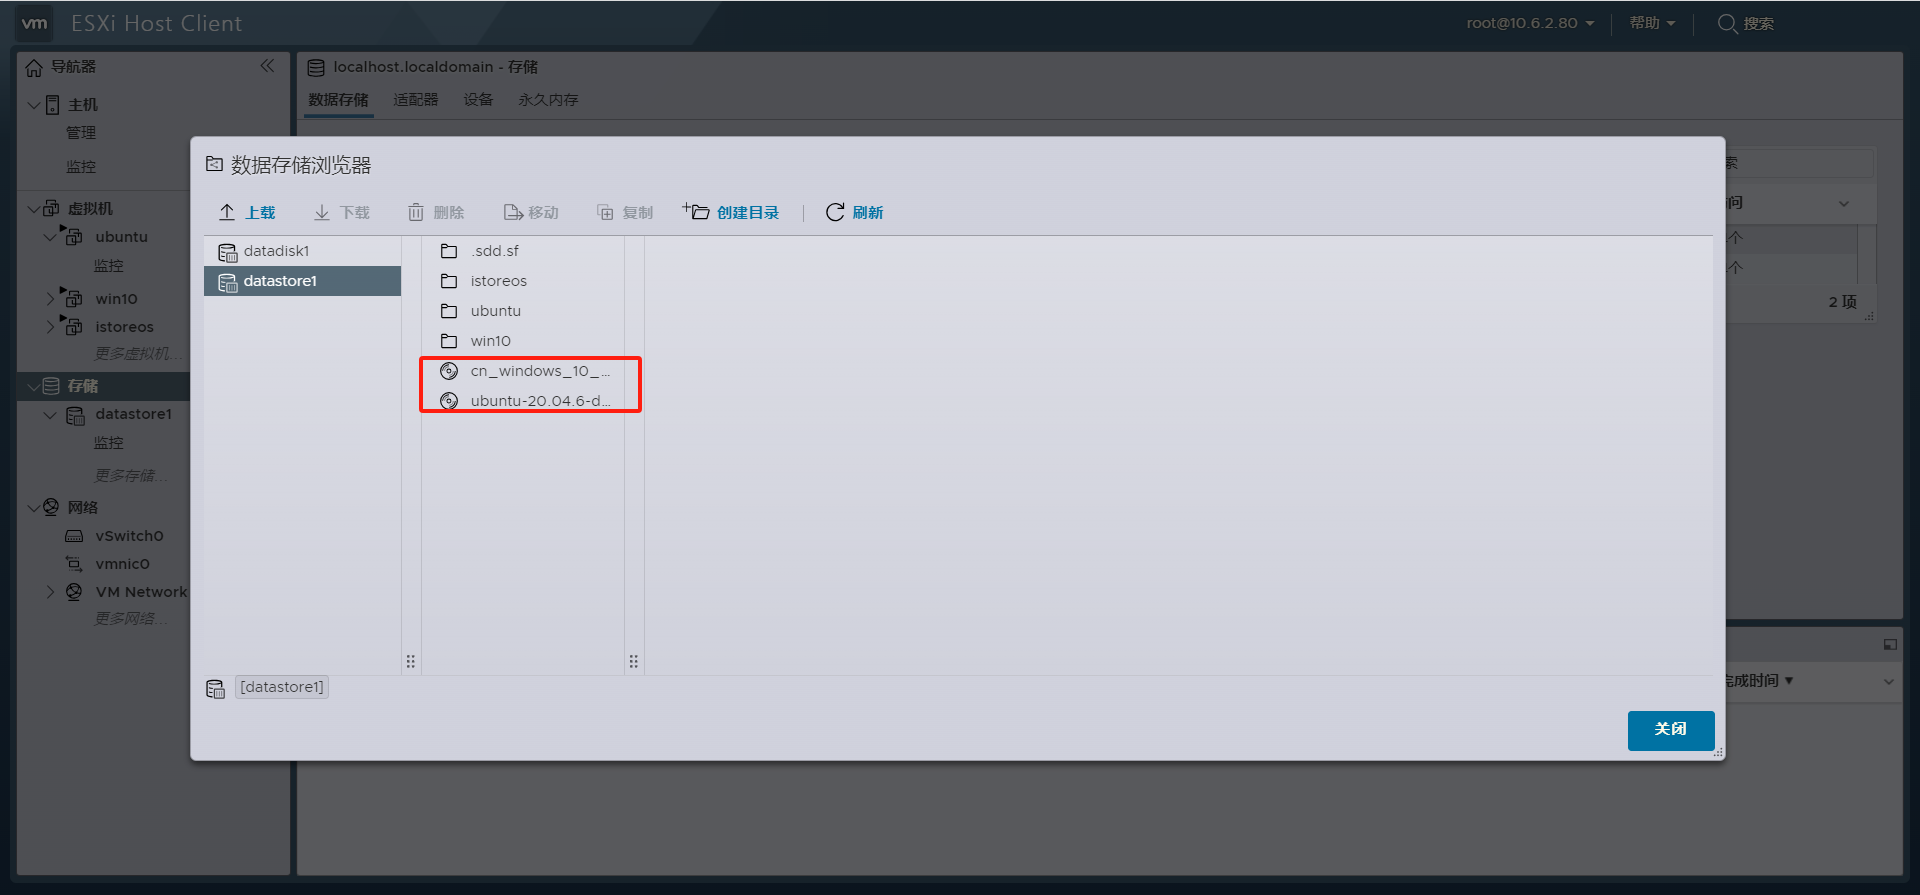 vm ESXi Host Client
root@10.6.2.80 帮助 搜索
导航器
主机
管理
监控
虚拟机
ubuntu
监控
win10
istoreos
更多虚拟机...
存储
datastore1
监控
更多存储...
网络
vSwitch0
vmnic0
VM Network
更多网络...
localhost.localdomain - 存储
数据存储 适配器 设备 永久内存
索
间
个
个
2 项
完成时间▼
数据存储浏览器
上载 下载 删除 移动 复制 创建目录 刷新
datadisk1
datastore1
.sdd.sf
istoreos
ubuntu
win10
cn_windows_10_...
ubuntu-20.04.6-d...
[datastore1]
关闭